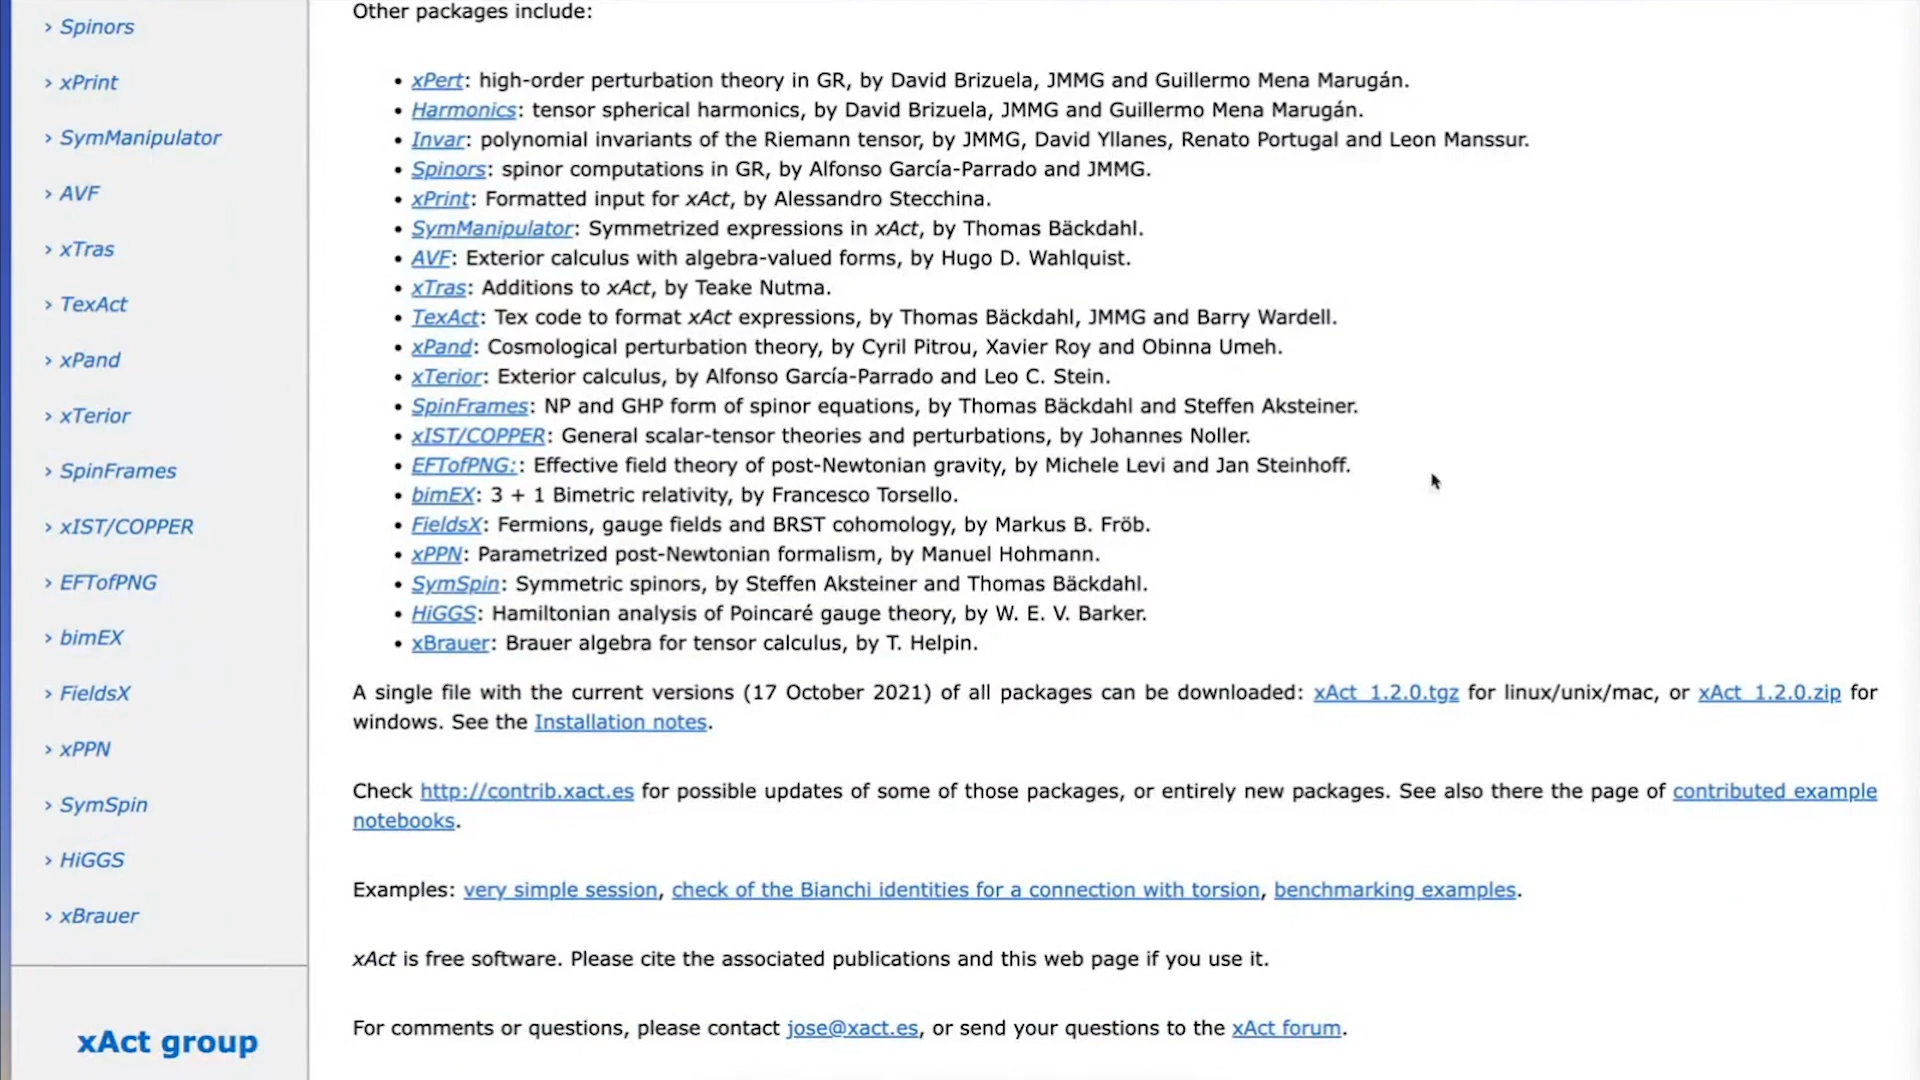 › Spinors
› xPrint
› SymManipulator
› AVF
› xTras
› TexAct
› xPand
› xTerior
› SpinFrames
› xIST/COPPER
› EFTofPNG
› bimEX
› FieldsX
› xPPN
› SymSpin
› HiGGS
› xBrauer
xAct group
Other packages include:
• xPert: high-order perturbation theory in GR, by David Brizuela, JMMG and Guillermo Mena Marugán.
• Harmonics: tensor spherical harmonics, by David Brizuela, JMMG and Guillermo Mena Marugán.
• Invar: polynomial invariants of the Riemann tensor, by JMMG, David Yllanes, Renato Portugal and Leon Manssur.
• Spinors: spinor computations in GR, by Alfonso García-Parrado and JMMG.
• xPrint: Formatted input for xAct, by Alessandro Stecchina.
• SymManipulator: Symmetrized expressions in xAct, by Thomas Bäckdahl.
• AVF: Exterior calculus with algebra-valued forms, by Hugo D. Wahlquist.
• xTras: Additions to xAct, by Teake Nutma.
• TexAct: Tex code to format xAct expressions, by Thomas Bäckdahl, JMMG and Barry Wardell.
• xPand: Cosmological perturbation theory, by Cyril Pitrou, Xavier Roy and Obinna Umeh.
• xTerior: Exterior calculus, by Alfonso García-Parrado and Leo C. Stein.
• SpinFrames: NP and GHP form of spinor equations, by Thomas Bäckdahl and Steffen Aksteiner.
• xIST/COPPER: General scalar-tensor theories and perturbations, by Johannes Noller.
• EFTofPNG:: Effective field theory of post-Newtonian gravity, by Michele Levi and Jan Steinhoff.
• bimEX: 3 + 1 Bimetric relativity, by Francesco Torsello.
• FieldsX: Fermions, gauge fields and BRST cohomology, by Markus B. Fröb.
• xPPN: Parametrized post-Newtonian formalism, by Manuel Hohmann.
• SymSpin: Symmetric spinors, by Steffen Aksteiner and Thomas Bäckdahl.
• HiGGS: Hamiltonian analysis of Poincaré gauge theory, by W. E. V. Barker.
• xBrauer: Brauer algebra for tensor calculus, by T. Helpin.
A single file with the current versions (17 October 2021) of all packages can be downloaded: xAct_1.2.0.tgz for linux/unix/mac, or xAct_1.2.0.zip for
windows. See the Installation notes.
Check http://contrib.xact.es for possible updates of some of those packages, or entirely new packages. See also there the page of contributed example
notebooks.
Examples: very simple session, check of the Bianchi identities for a connection with torsion, benchmarking examples.
xAct is free software. Please cite the associated publications and this web page if you use it.
For comments or questions, please contact jose@xact.es, or send your questions to the xAct forum.